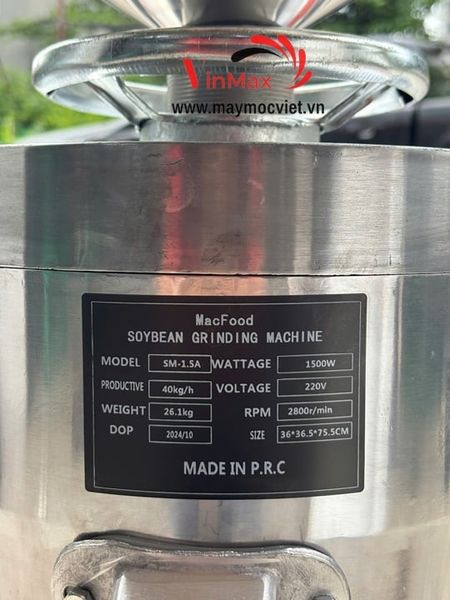 VinMax
www.maymocviet.vn
MacFood
SOYBEAN GRINDING MACHINE
MODEL SM-1.5A WATTAGE 1500W
PRODUCTIVE 40kg/h VOLTAGE 220V
WEIGHT 26.1kg RPM 2800r/min
DOP 2024/10 SIZE 36*36.5*75.5CM
MADE IN P.R.C